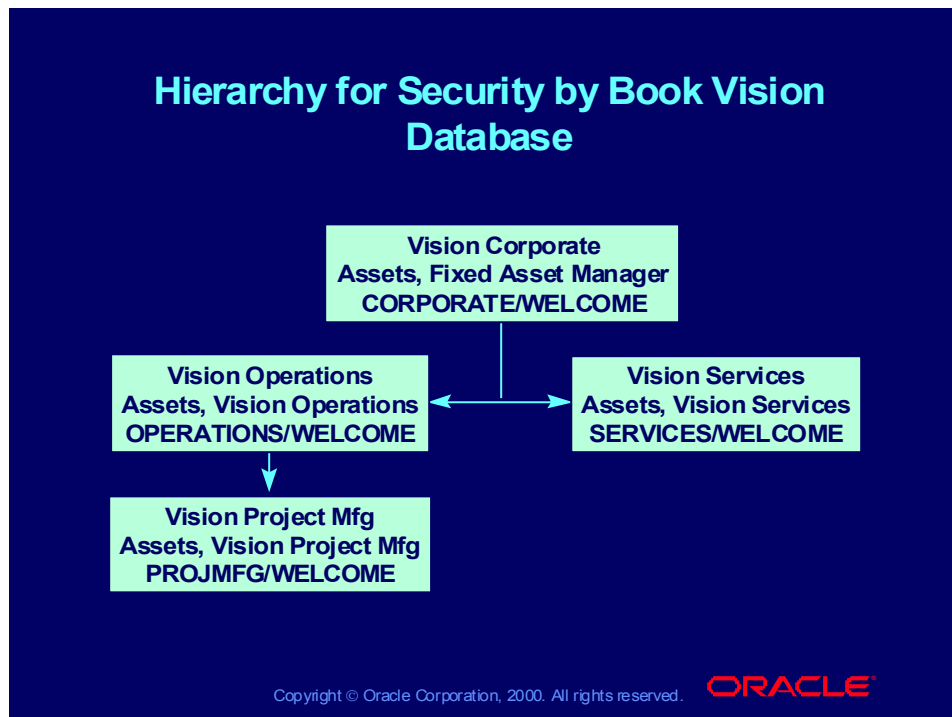 Hierarchy for Security by Book Vision
Database
Vision Corporate
Assets, Fixed Asset Manager
CORPORATE/WELCOME
Vision Operations
Assets, Vision Operations
OPERATIONS/WELCOME
Vision Services
Assets, Vision Services
SERVICES/WELCOME
Vision Project Mfg
Assets, Vision Project Mfg
PROJMFG/WELCOME
Copyright © Oracle Corporation, 2000. All rights reserved.
ORACLE®